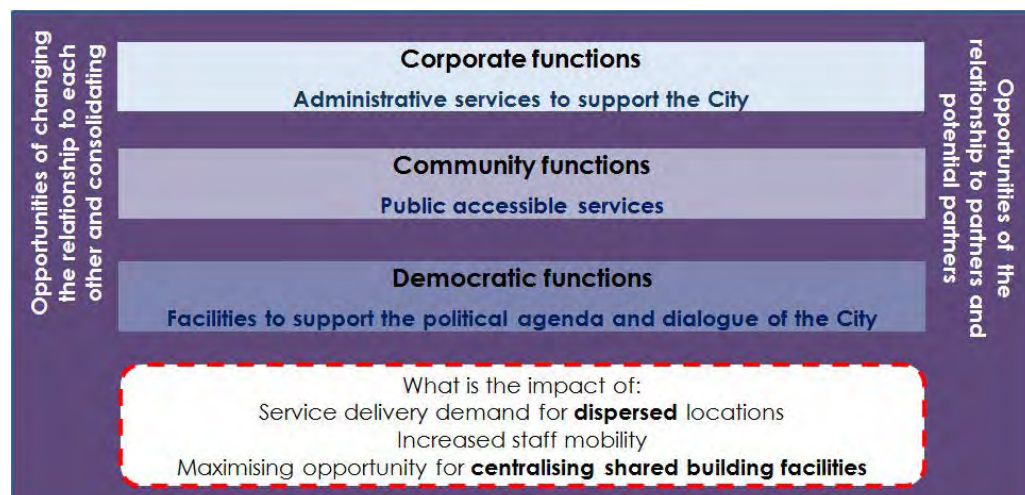 Opportunities of changing
the relationship to each
other and consolidating
Corporate functions
Administrative services to support the City
Community functions
Public accessible services
Democratic functions
Facilities to support the political agenda and dialogue of the City
What is the impact of:
Service delivery demand for dispersed locations
Increased staff mobility
Maximising opportunity for centralising shared building facilities
Opportunities of the
relationship to partners and
potential partners